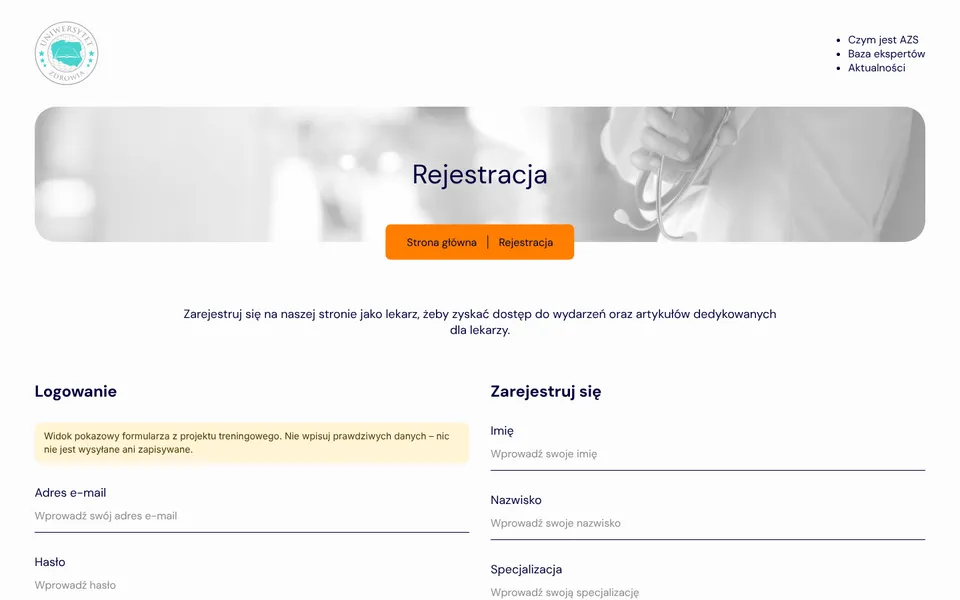 UNIWERSYTET
ZDROWIA
Czym jest AZS
Baza ekspertów
Aktualności
Rejestracja
Strona główna | Rejestracja
Zarejestruj się na naszej stronie jako lekarz, żeby zyskać dostęp do wydarzeń oraz artykułów dedykowanych
dla lekarzy.
Logowanie
Widok pokazowy formularza z projektu treningowego. Nie wpisuj prawdziwych danych – nic
nie jest wysyłane ani zapisywane.
Adres e-mail
Wprowadź swój adres e-mail
Hasło
Wprowadź hasło
Zarejestruj się
Imię
Wprowadź swoje imię
Nazwisko
Wprowadź swoje nazwisko
Specjalizacja
Wprowadź swoją specjalizację